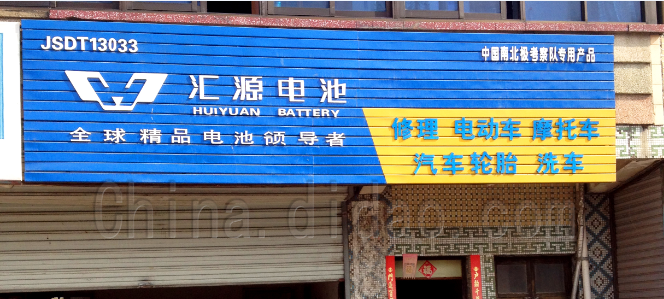 JSDT13033
中国南北极考察队专用产品
汇源电池
HUIYUAN BATTERY
全球精品电池领导者
修理 电动车 摩托车
汽车轮胎 洗车
China.didao.com